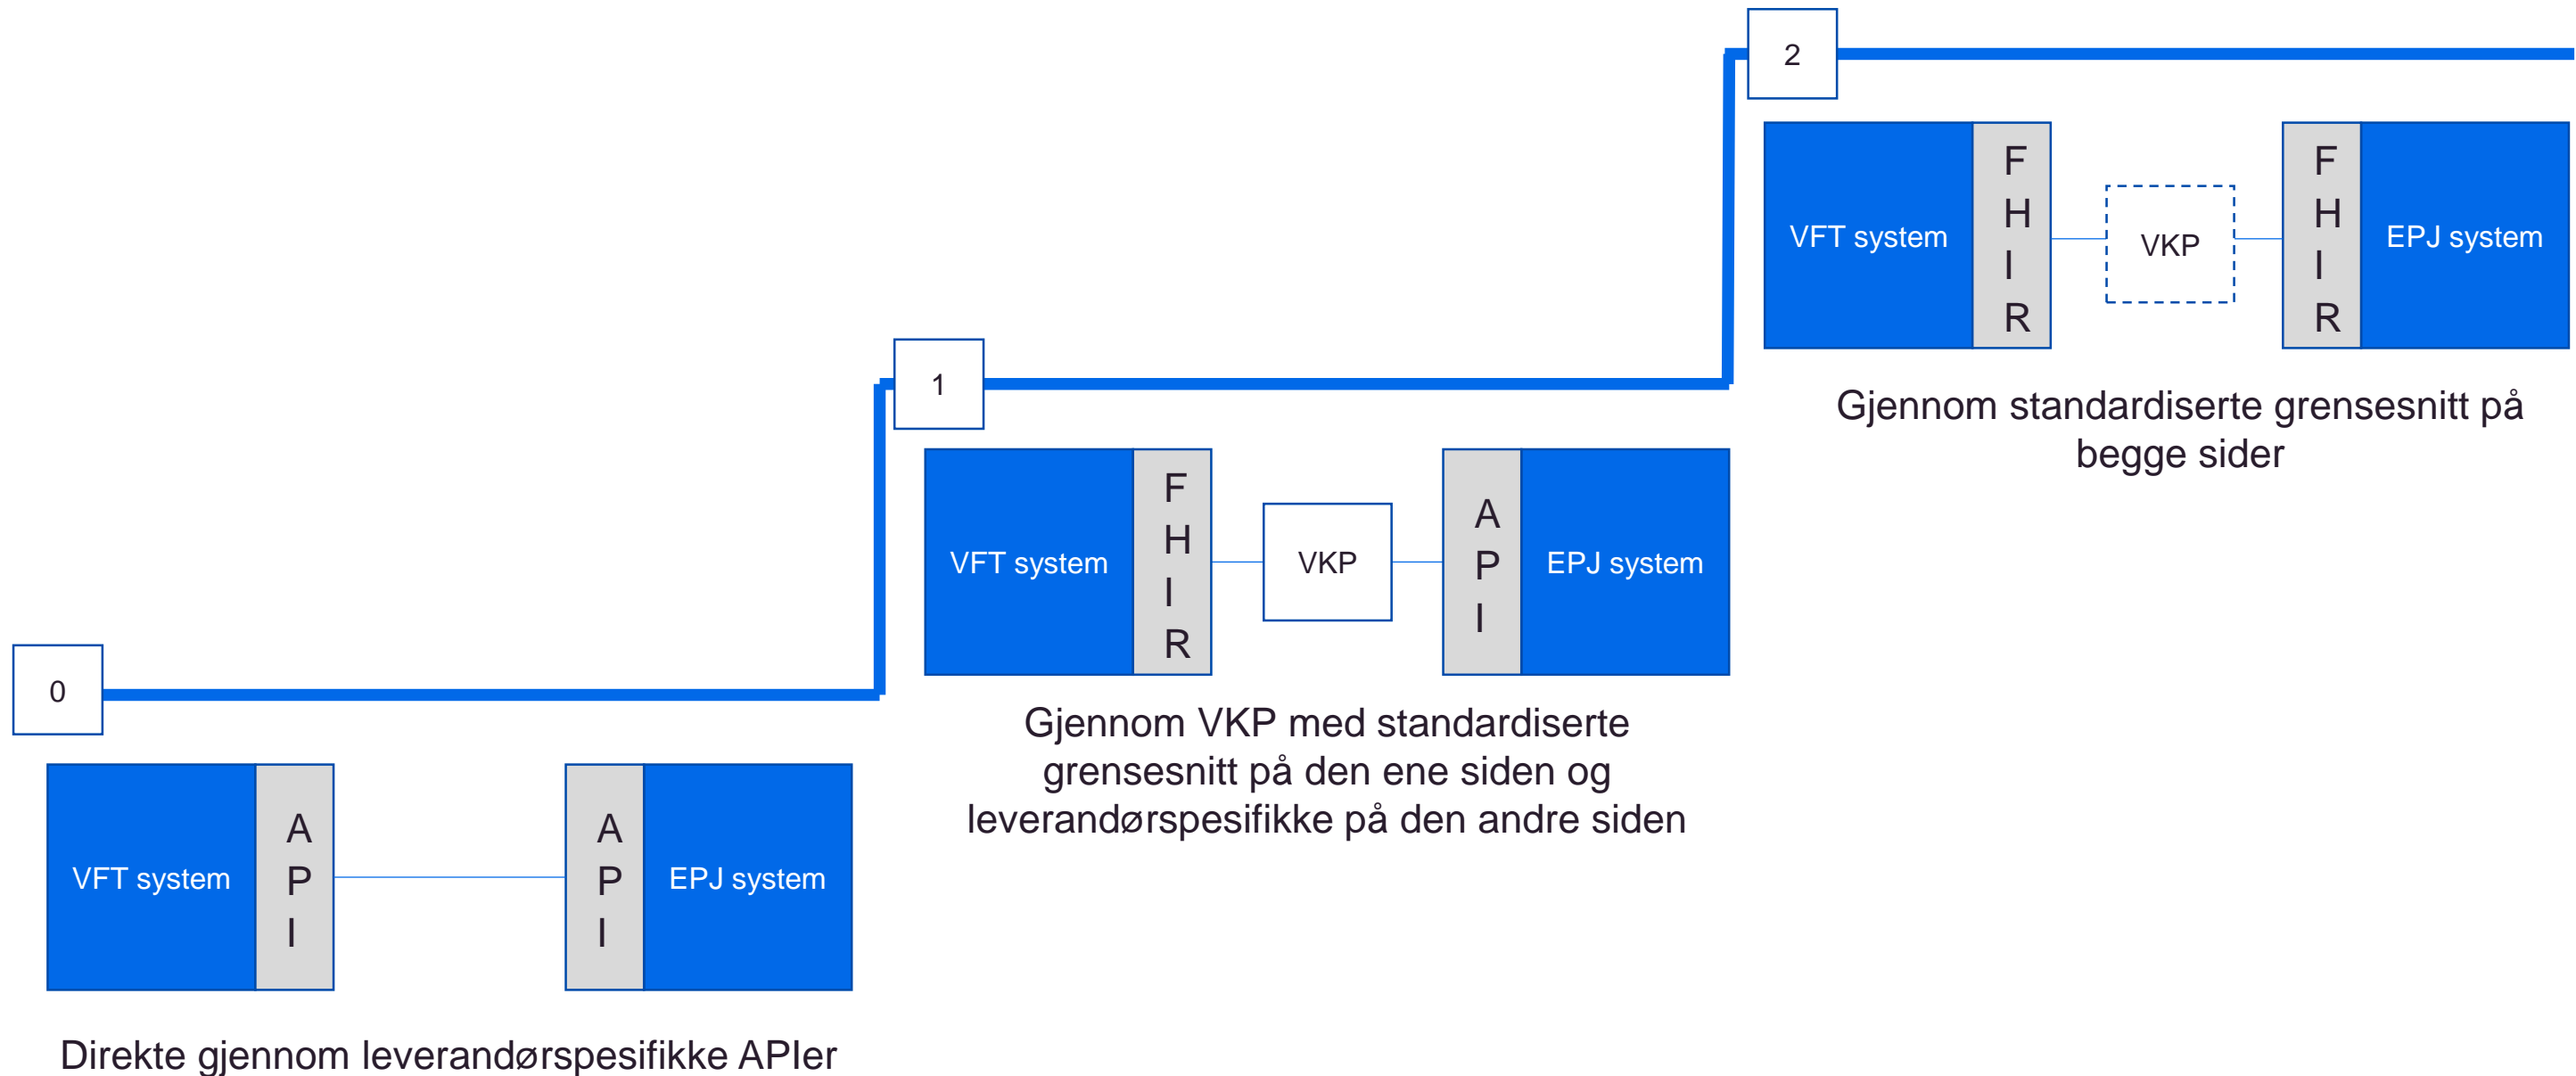 2
VFT system
F
H
I
R
VKP
F
H
I
R
EPJ system
Gjennom standardiserte grensesnitt på
begge sider
1
VFT system
F
H
I
R
VKP
A
P
I
EPJ system
Gjennom VKP med standardiserte
grensesnitt på den ene siden og
leverandørspesifikke på den andre siden
0
VFT system
A
P
I
A
P
I
EPJ system
Direkte gjennom leverandørspesifikke APIer